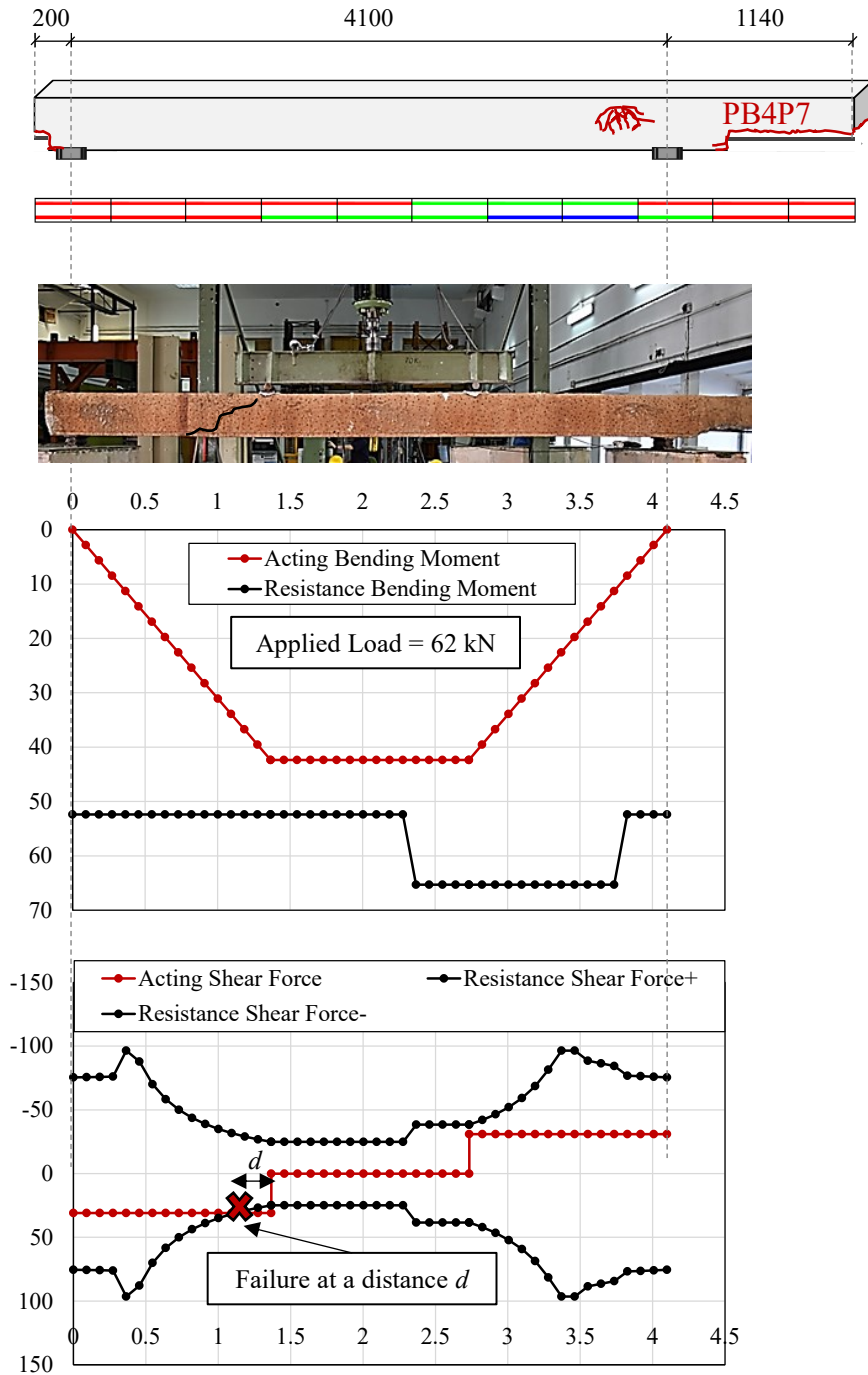 200 4100 1140
PB4P7
0 0.5 1 1.5 2 2.5 3 3.5 4 4.5
0
10
20
30
40
50
60
70
Acting Bending Moment
Resistance Bending Moment
Applied Load = 62 kN
-150
-100
-50
0
50
100
150
Acting Shear Force Resistance Shear Force+
Resistance Shear Force-
d
Failure at a distance d
0 0.5 1 1.5 2 2.5 3 3.5 4 4.5